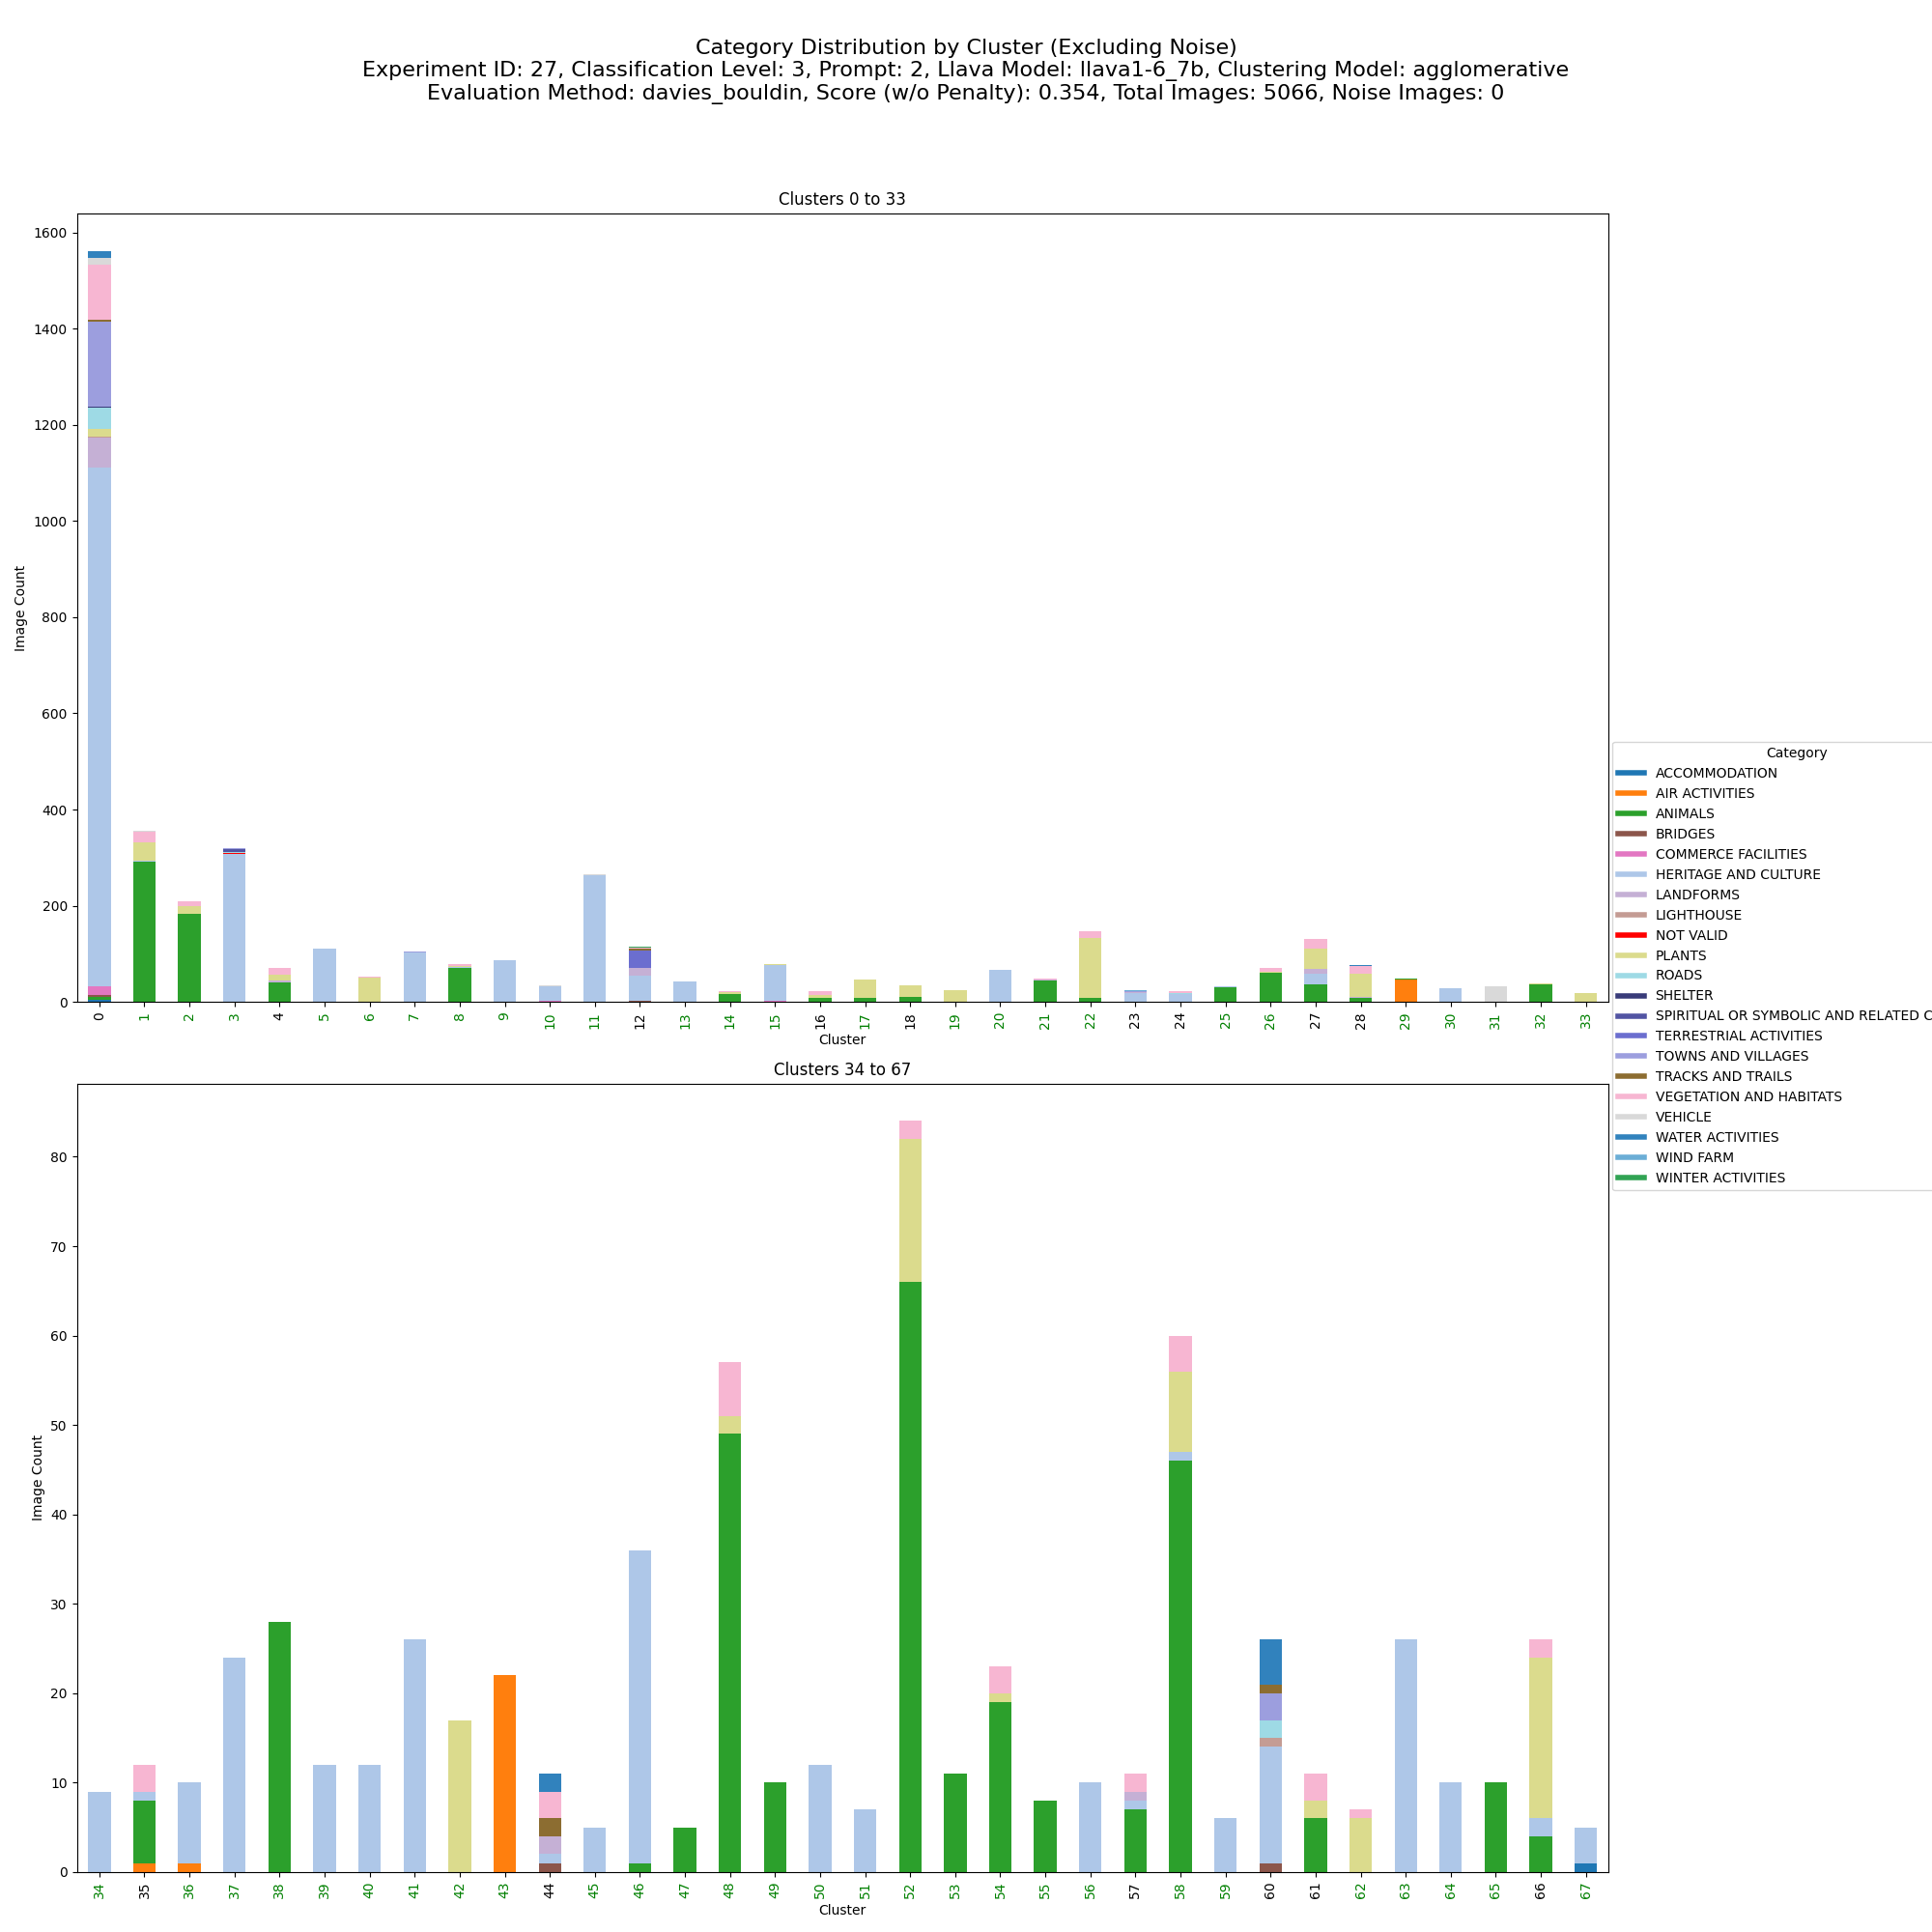 Category Distribution by Cluster (Excluding Noise)
Experiment ID: 27, Classification Level: 3, Prompt: 2, Llava Model: llava1-6_7b, Clustering Model: agglomerative
Evaluation Method: davies_bouldin, Score (w/o Penalty): 0.354, Total Images: 5066, Noise Images: 0
Clusters 0 to 33
1600
1400
1200
1000
800
600
400
200
0
Image Count
0 1 2 3 4 5 6 7 8 9 10 11 12 13 14 15 16 17 18 19 20 21 22 23 24 25 26 27 28 29 30 31 32 33
Cluster
Category
ACCOMMODATION
AIR ACTIVITIES
ANIMALS
BRIDGES
COMMERCE FACILITIES
HERITAGE AND CULTURE
LANDFORMS
LIGHTHOUSE
NOT VALID
PLANTS
ROADS
SHELTER
SPIRITUAL OR SYMBOLIC AND RELATED C
TERRESTRIAL ACTIVITIES
TOWNS AND VILLAGES
TRACKS AND TRAILS
VEGETATION AND HABITATS
VEHICLE
WATER ACTIVITIES
WIND FARM
WINTER ACTIVITIES
Clusters 34 to 67
80
70
60
50
40
30
20
10
0
Image Count
34 35 36 37 38 39 40 41 42 43 44 45 46 47 48 49 50 51 52 53 54 55 56 57 58 59 60 61 62 63 64 65 66 67
Cluster